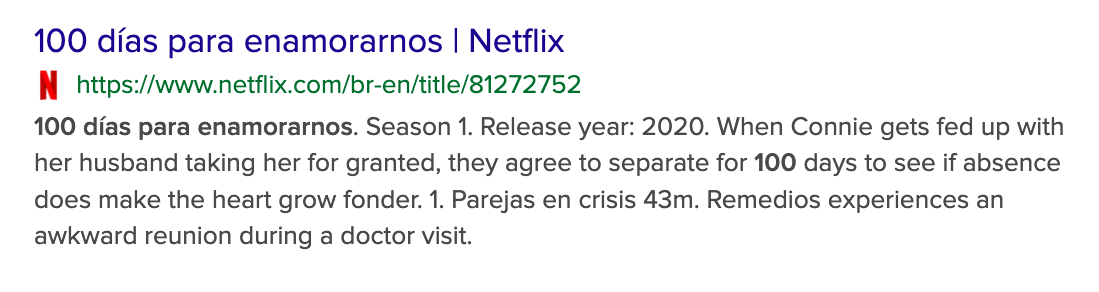 100 días para enamorarnos | Netflix
N https://www.netflix.com/br-en/title/81272752
100 días para enamorarnos. Season 1. Release year: 2020. When Connie gets fed up with
her husband taking her for granted, they agree to separate for 100 days to see if absence
does make the heart grow fonder. 1. Parejas en crisis 43m. Remedios experiences an
awkward reunion during a doctor visit.